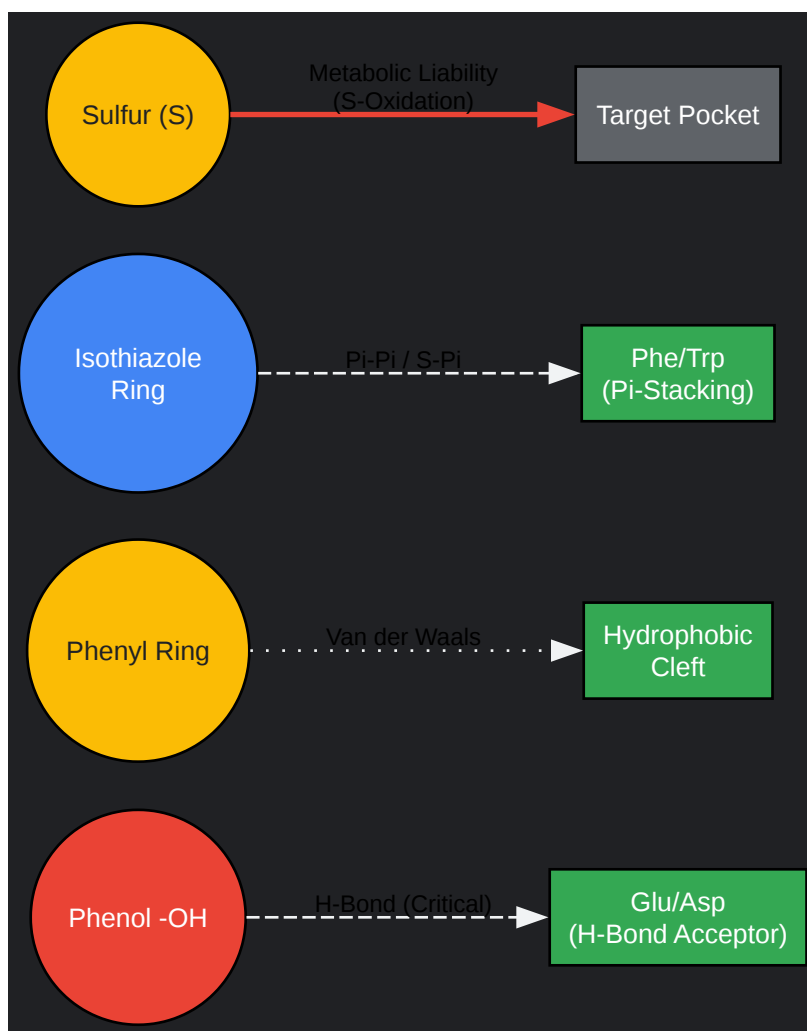 Sulfur (S)
Metabolic Liability
(S-Oxidation)
Target Pocket
Isothiazole
Ring
Pi-Pi / S-Pi
Phe/Trp
(Pi-Stacking)
Phenyl Ring
Van der Waals
Hydrophobic
Cleft
Phenol -OH
H-Bond (Critical)
Glu/Asp
(H-Bond Acceptor)